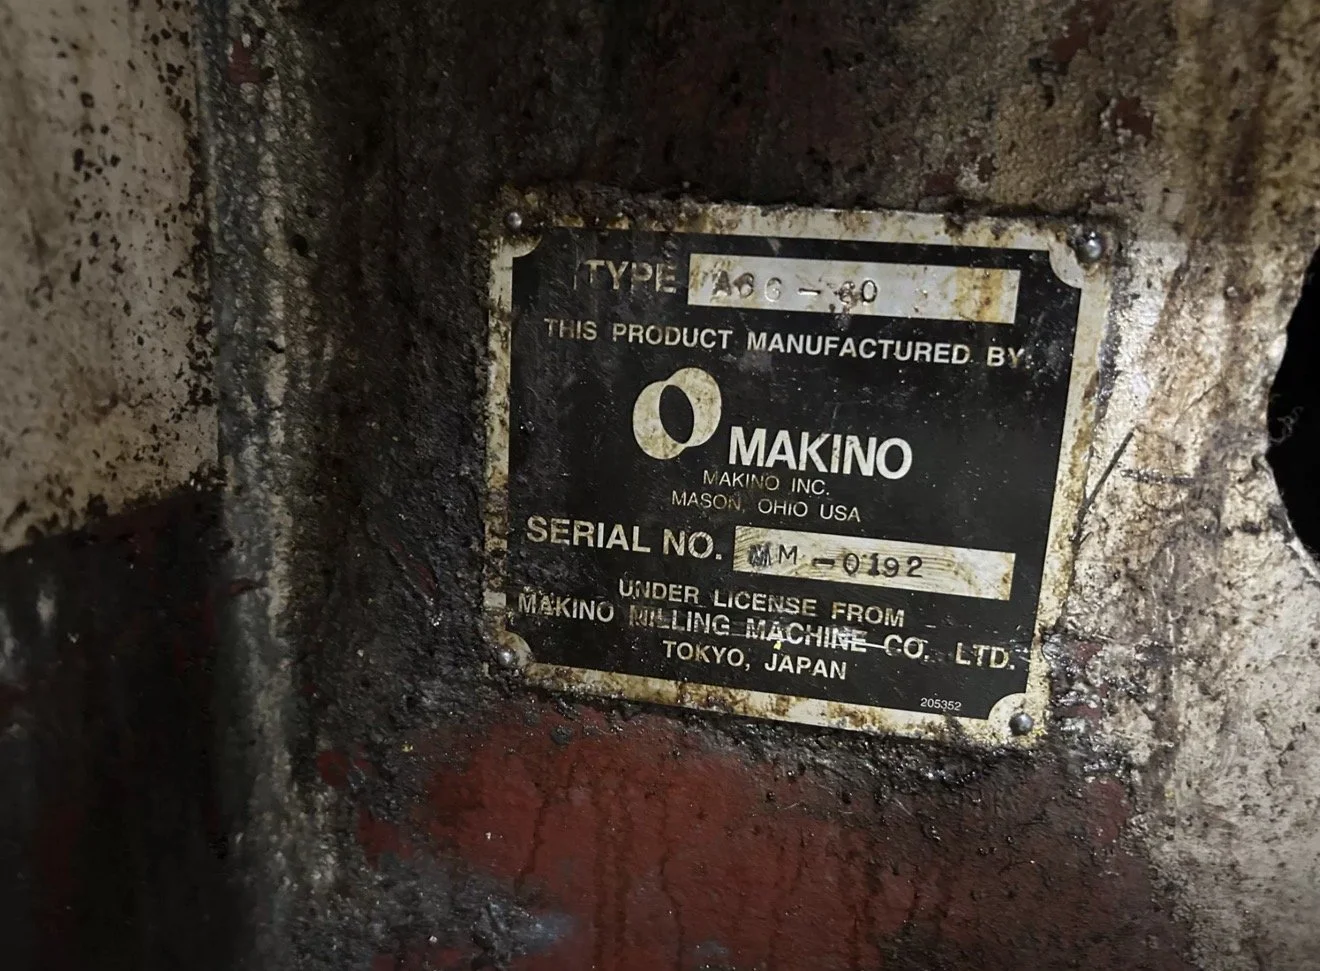 TYPE
THIS PRODUCT MANUFACTURED BY
MAKINO
MAKINO INC.
MASON, OHIO USA
SERIAL NO. MM-0192
UNDER LICENSE FROM
MAKINO MILLING MACHINE CO. LTD.
TOKYO, JAPAN
205352